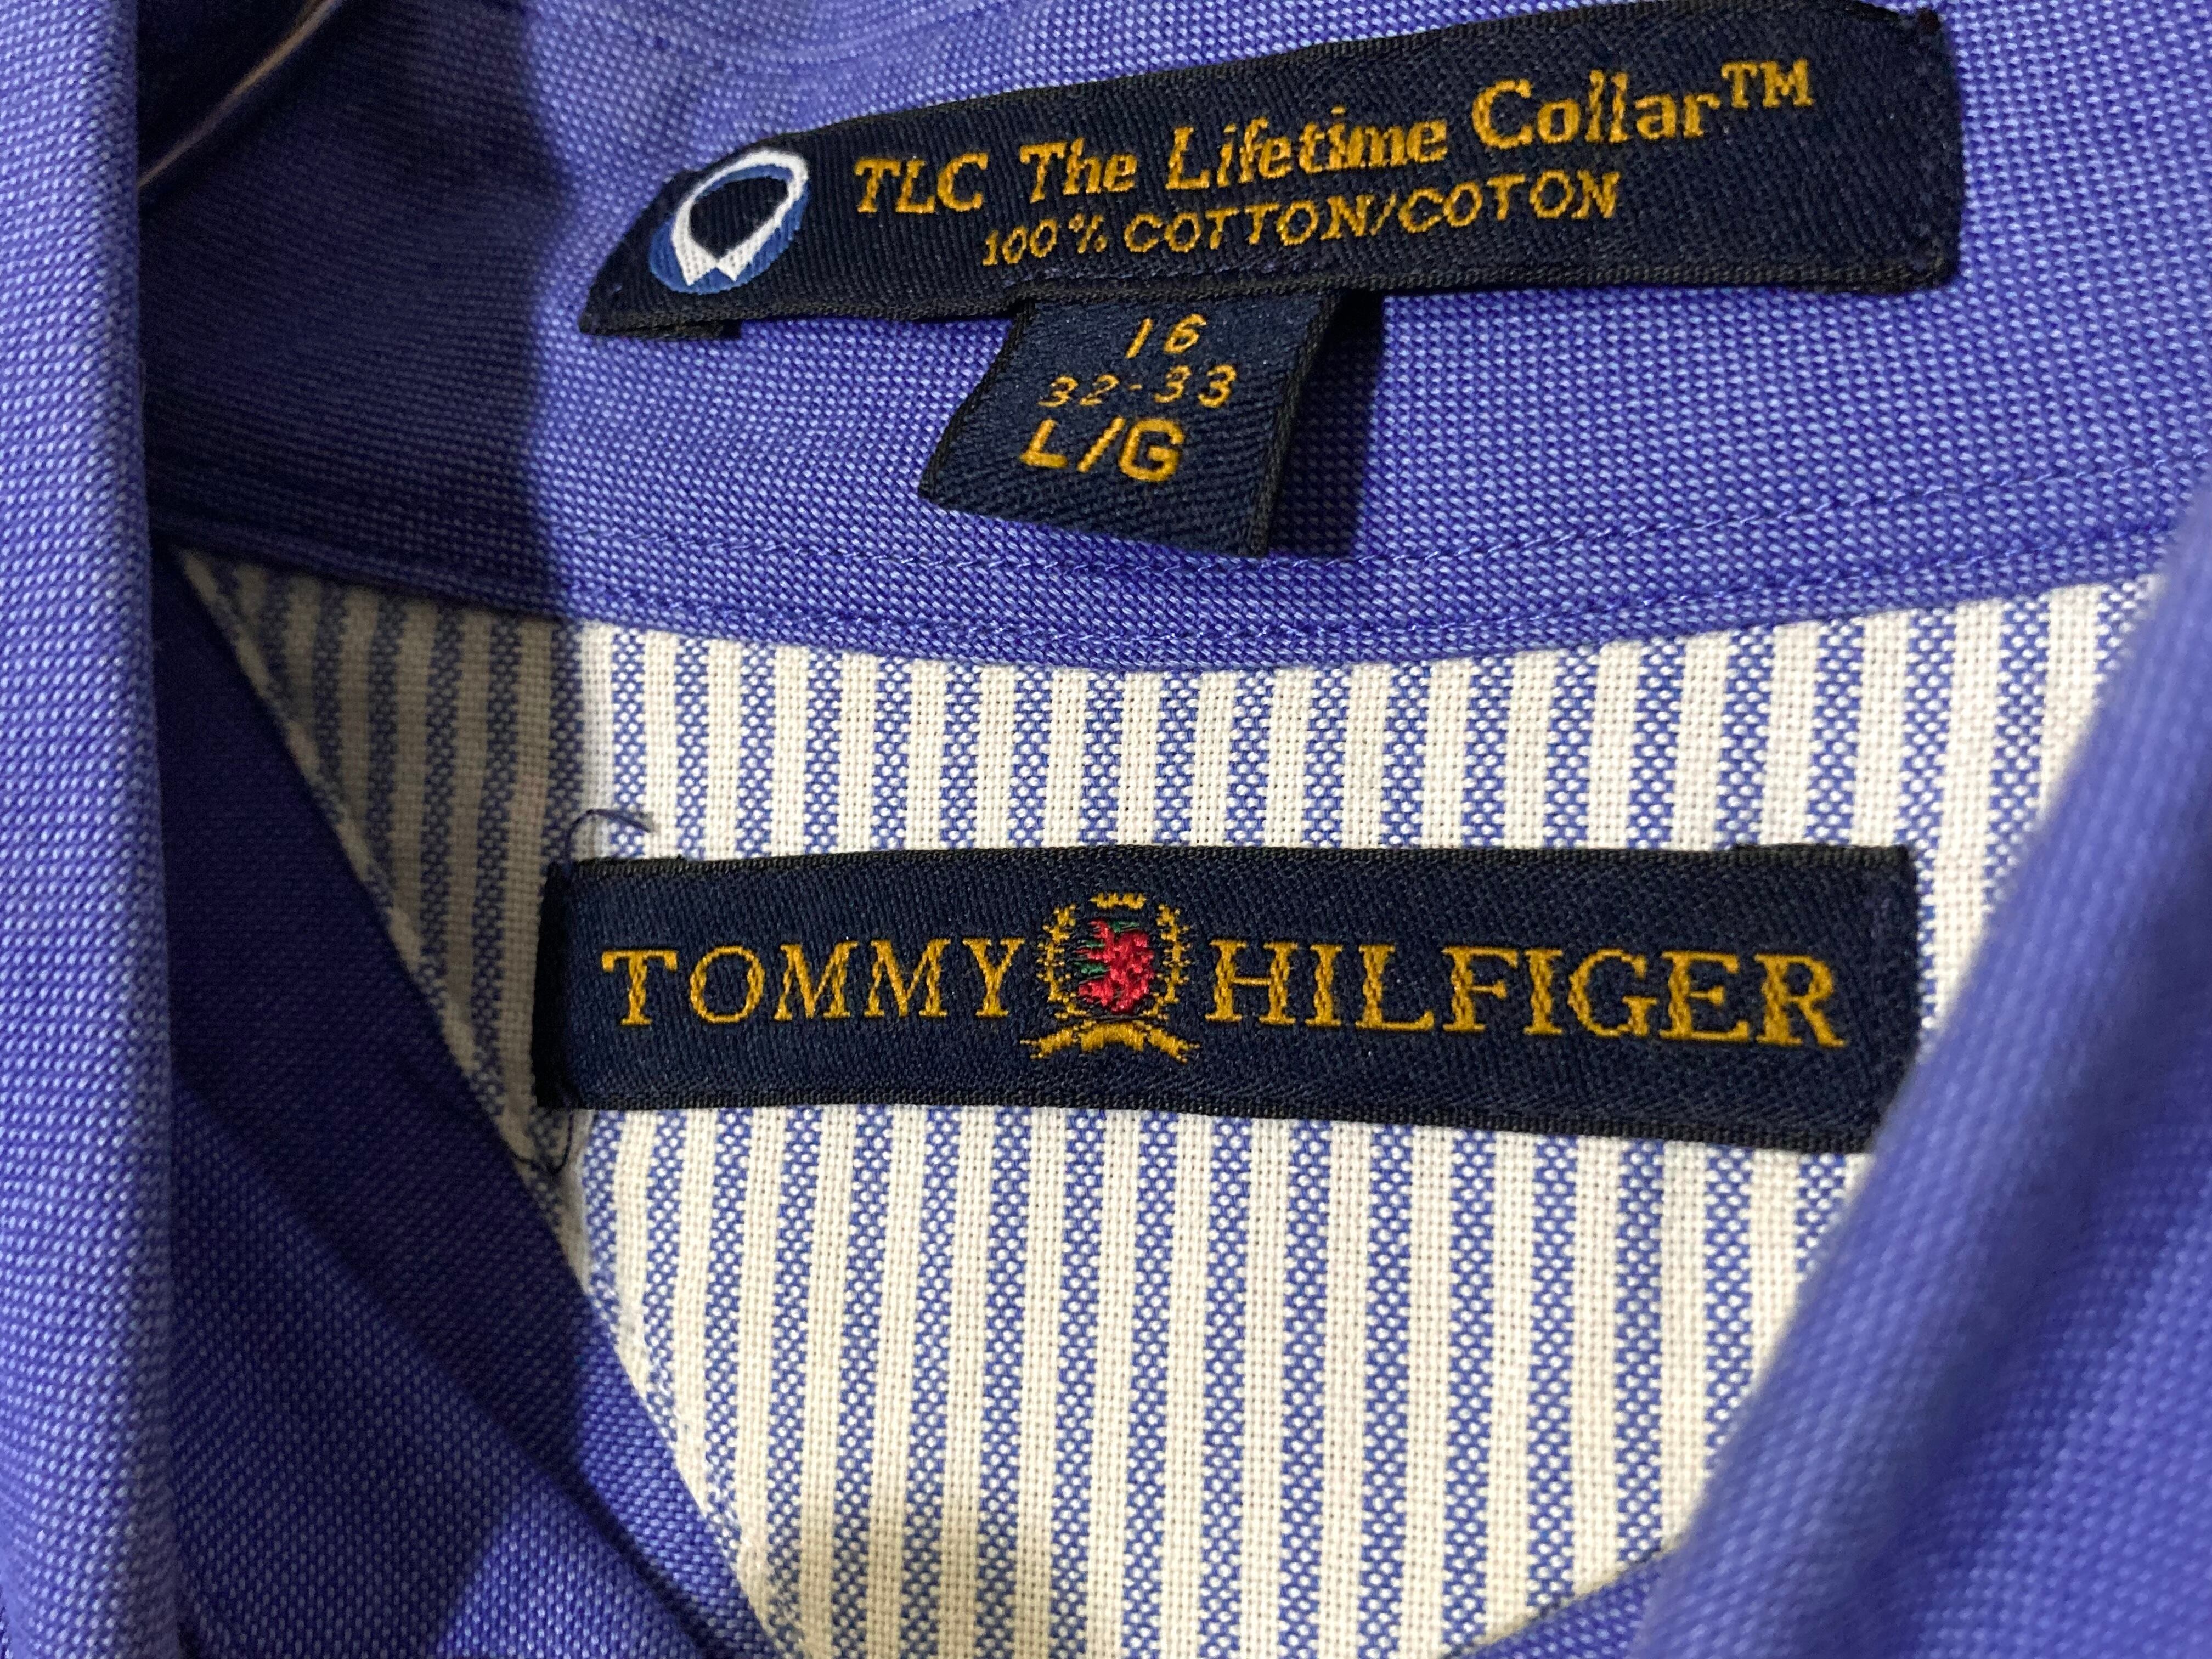 TLC The Lifetime Collar™
100% COTTON/COTON
16
32-33
L/G
TOMMY HILFIGER